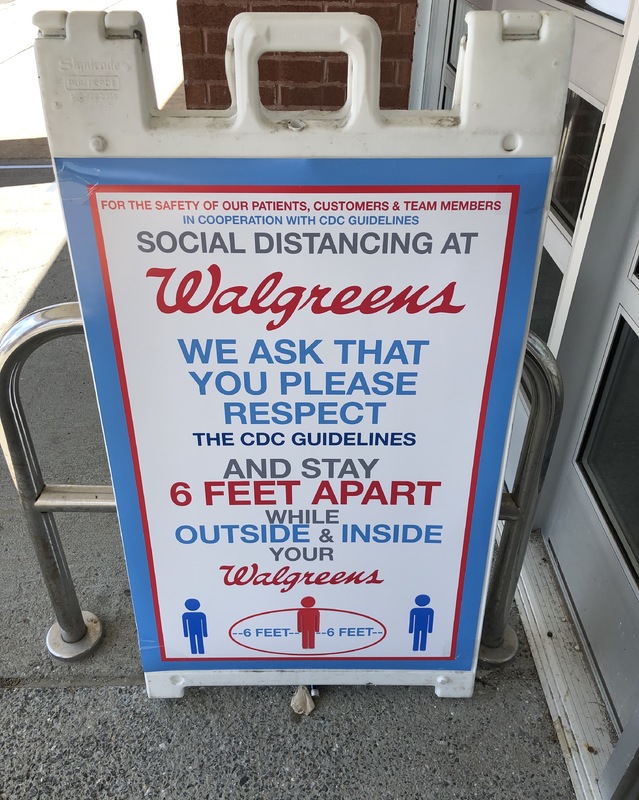 Signicade
FOR THE SAFETY OF OUR PATIENTS, CUSTOMERS & TEAM MEMBERS
IN COOPERATION WITH CDC GUIDELINES
SOCIAL DISTANCING AT
Walgreens
WE ASK THAT
YOU PLEASE
RESPECT
THE CDC GUIDELINES
AND STAY
6 FEET APART
WHILE
OUTSIDE & INSIDE
YOUR
Walgreens
--6 FEET-- --6 FEET--